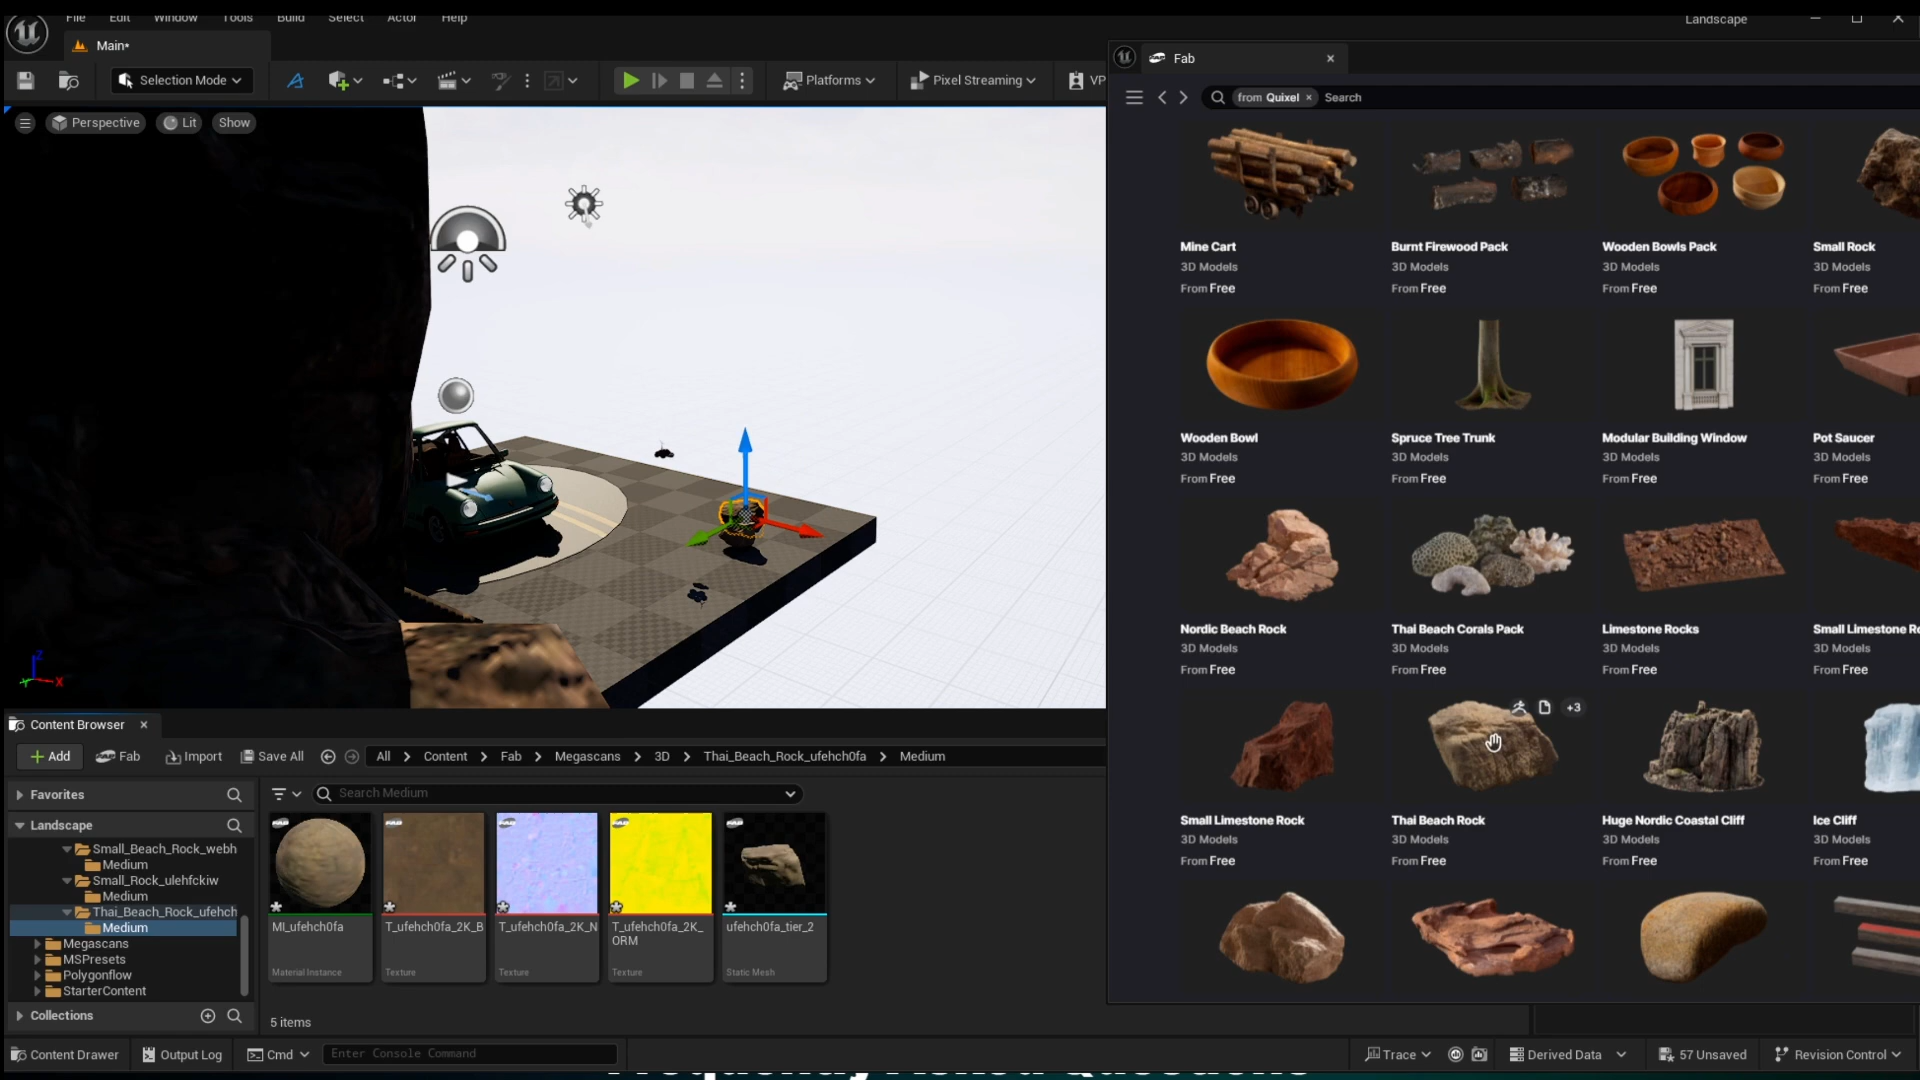 File Edit Window Tools Build Select Actor Help
Landscape
Main*
Fab
Selection Mode
Platforms
Pixel Streaming
VP
from Quixel × Search
Perspective
Lit
Show
Mine Cart
3D Models
From Free
Burnt Firewood Pack
3D Models
From Free
Wooden Bowls Pack
3D Models
From Free
Small Rock
3D Models
From Free
Wooden Bowl
3D Models
From Free
Spruce Tree Trunk
3D Models
From Free
Modular Building Window
3D Models
From Free
Pot Saucer
3D Models
From Free
Nordic Beach Rock
3D Models
From Free
Thai Beach Corals Pack
3D Models
From Free
Limestone Rocks
3D Models
From Free
Small Limestone Ro
3D Models
From Free
+3
Small Limestone Rock
3D Models
From Free
Thai Beach Rock
3D Models
From Free
Huge Nordic Coastal Cliff
3D Models
From Free
Ice Cliff
3D Models
From Free
Z
Y
X
Content Browser
Add
Fab
Import
Save All
All > Content > Fab > Megascans > 3D > Thai_Beach_Rock_ufehch0fa > Medium
Favorites
Search Medium
Landscape
Small_Beach_Rock_webh
Medium
Small_Rock_ulehfckiw
Medium
Thai_Beach_Rock_ufehch
Medium
Megascans
MSPresets
Polygonflow
StarterContent
Collections
MI_ufehch0fa
Material Instance
T_ufehch0fa_2K_B
Texture
T_ufehch0fa_2K_N
Texture
T_ufehch0fa_2K_
ORM
Texture
ufehch0fa_tier_2
Static Mesh
5 items
Content Drawer
Output Log
Cmd
Enter Console Command
Trace
Derived Data
57 Unsaved
Revision Control